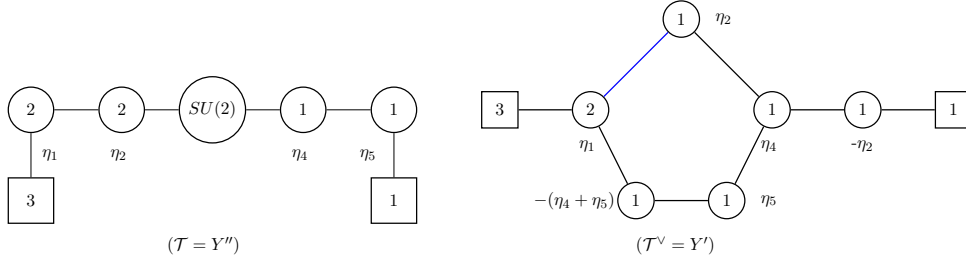 1 η₂
2 2 SU(2) 1 1
3 2 1 1 1
η₁ η₂ η₄ η₅
η₁ η₄ -η₂
3 1
−(η₄ + η₅) 1 1 η₅
(𝒯 = Y″) (𝒯^∨ = Y′)